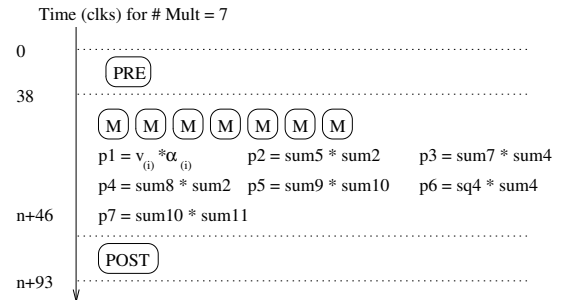 Time (clks) for # Mult = 7
0
PRE
38
M M M M M M M
p1 = v(i) *α(i) p2 = sum5 * sum2 p3 = sum7 * sum4
p4 = sum8 * sum2 p5 = sum9 * sum10 p6 = sq4 * sum4
n+46 p7 = sum10 * sum11
POST
n+93